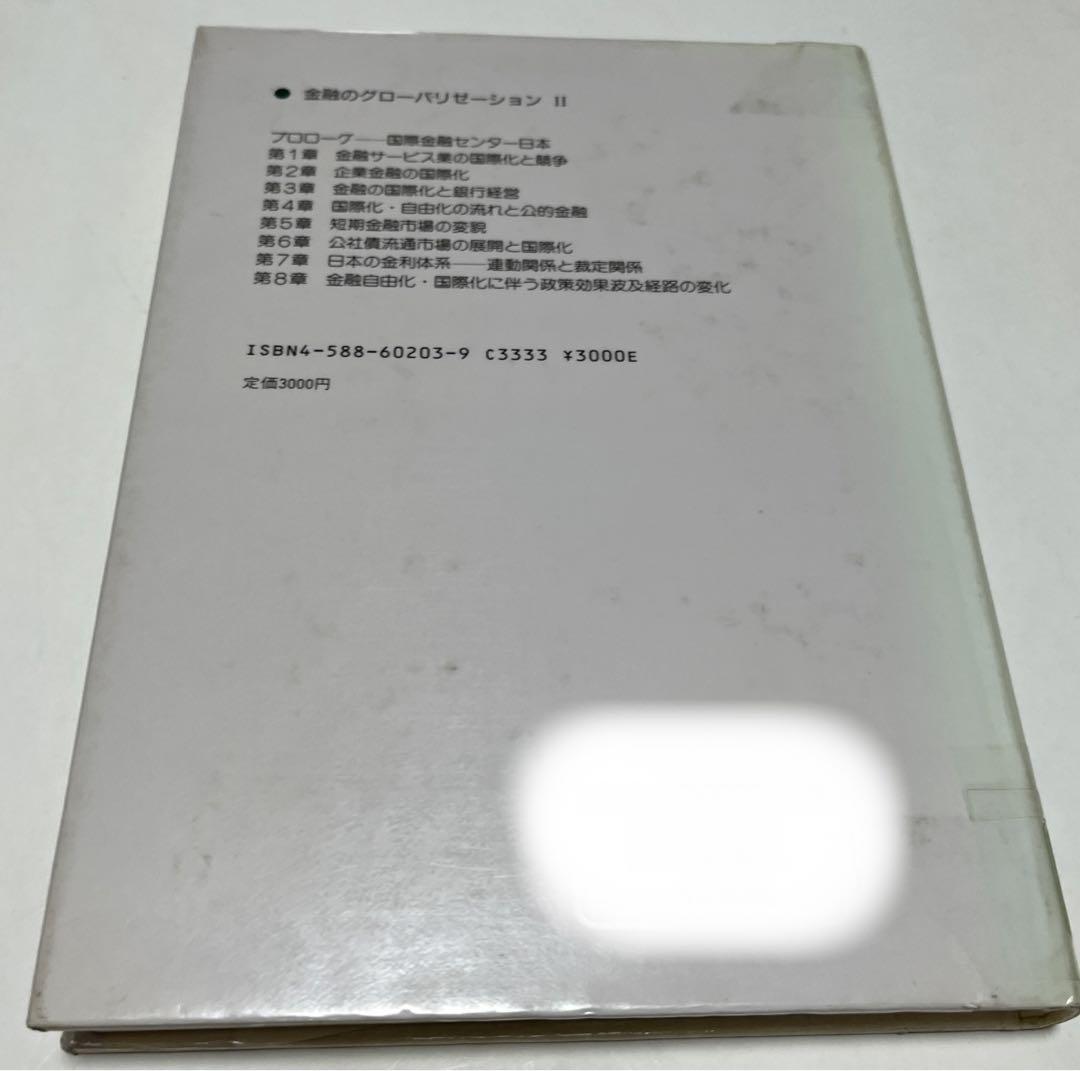 ● 金融のグローバリゼーション II
プロローグ――国際金融センター日本
第1章 金融サービス業の国際化と競争
第2章 企業金融の国際化
第3章 金融の国際化と銀行経営
第4章 国際化・自由化の流れと公的金融
第5章 短期金融市場の変貌
第6章 公社債流通市場の展開と国際化
第7章 日本の金利体系――連動関係と裁定関係
第8章 金融自由化・国際化に伴う政策効果波及経路の変化
ISBN4-588-60203-9 C3333 ¥3000E
定価3000円